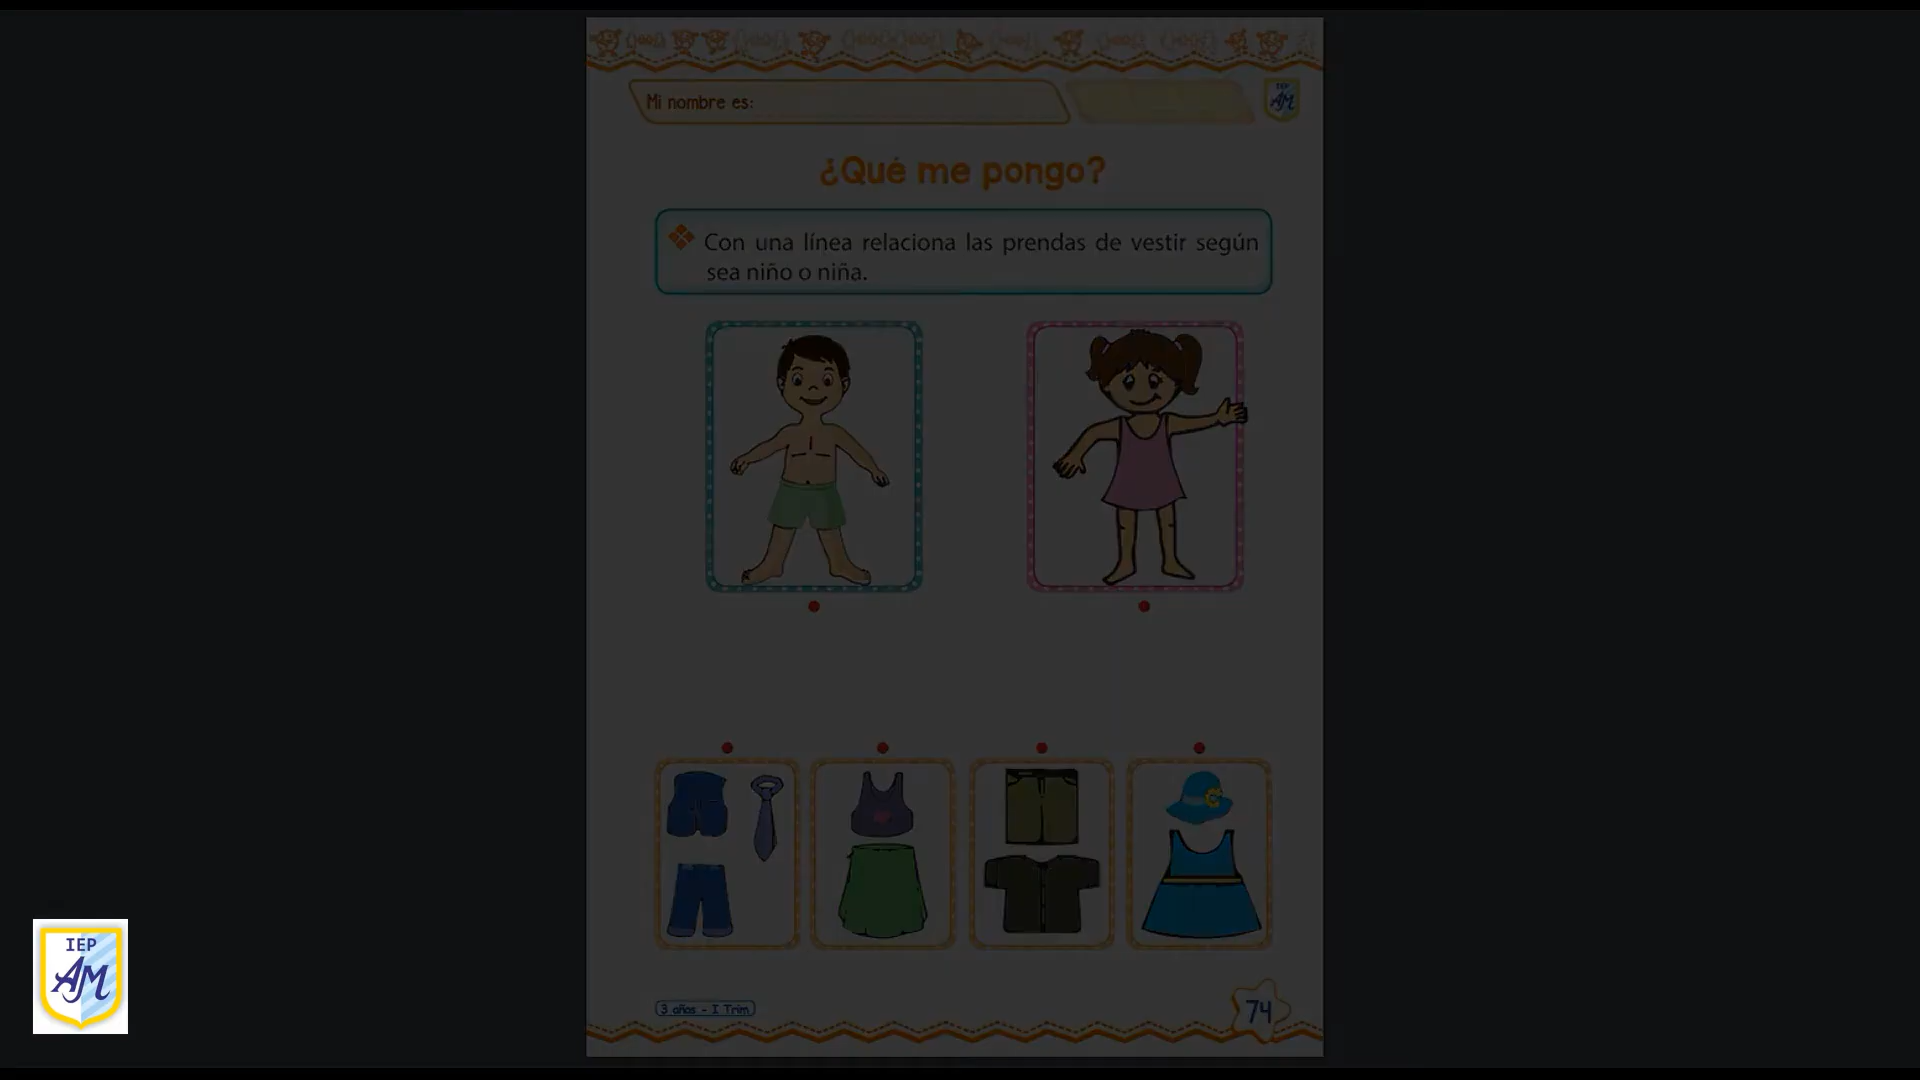 Mi nombre es:
IEP
AM
¿Qué me pongo?
Con una línea relaciona las prendas de vestir según
sea niño o niña.
IEP
AM
3 años - I Trim
74